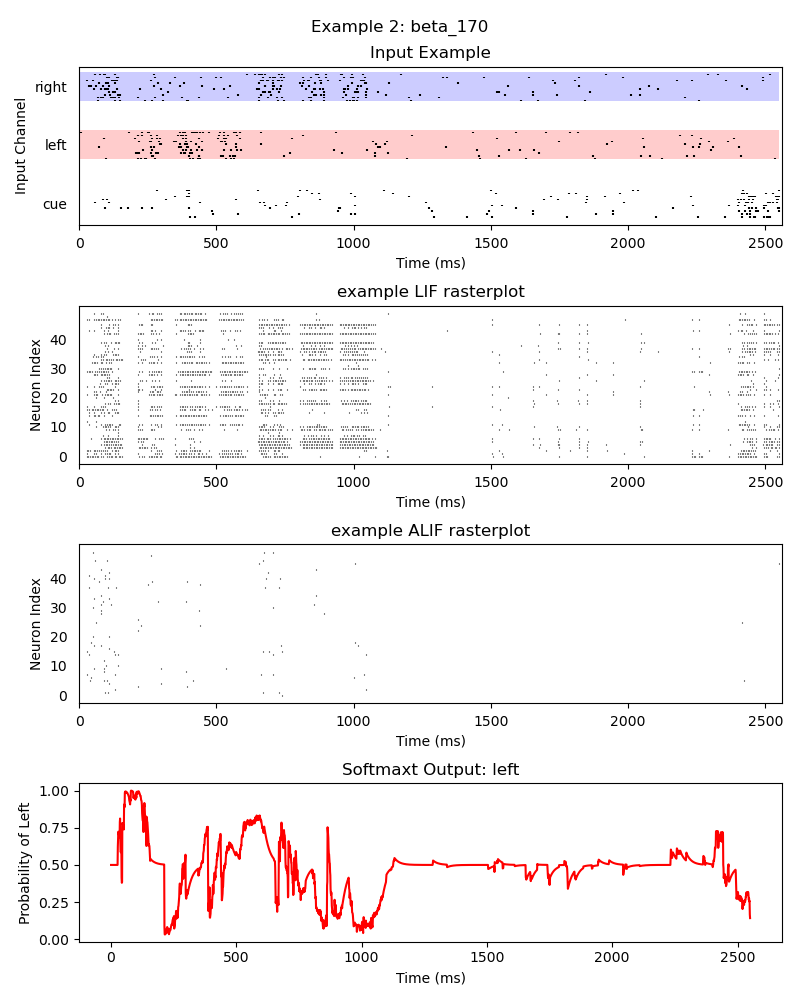 Example 2: beta_170
Input Example
right
left
cue
Input Channel
0 500 1000 1500 2000 2500
Time (ms)
example LIF rasterplot
40
30
20
10
0
Neuron Index
0 500 1000 1500 2000 2500
Time (ms)
example ALIF rasterplot
40
30
20
10
0
Neuron Index
0 500 1000 1500 2000 2500
Time (ms)
Softmaxt Output: left
1.00
0.75
0.50
0.25
0.00
Probability of Left
0 500 1000 1500 2000 2500
Time (ms)